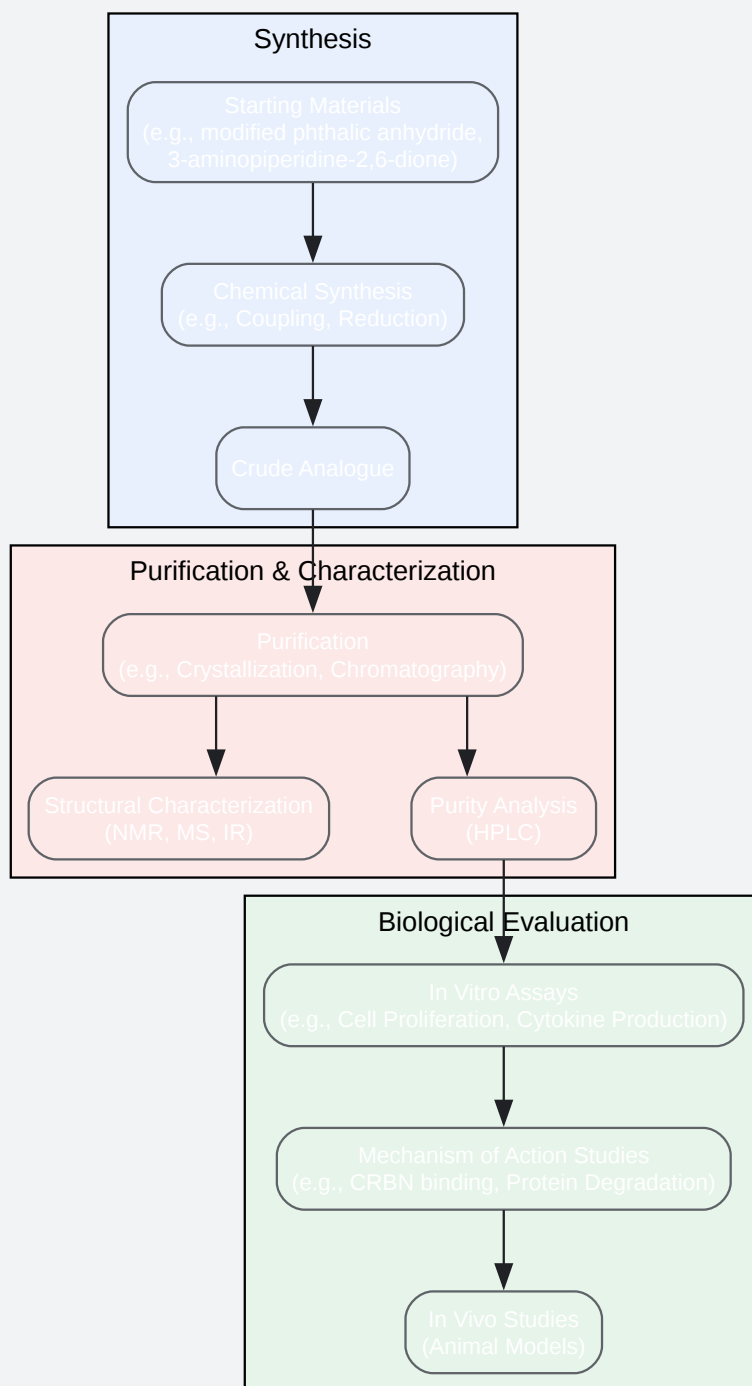 Synthesis
Starting Materials
(e.g., modified phthalic anhydride,
3-aminopiperidine-2,6-dione)
Chemical Synthesis
(e.g., Coupling, Reduction)
Crude Analogue
Purification & Characterization
Purification
(e.g., Crystallization, Chromatography)
Structural Characterization
(NMR, MS, IR)
Purity Analysis
(HPLC)
Biological Evaluation
In Vitro Assays
(e.g., Cell Proliferation, Cytokine Production)
Mechanism of Action Studies
(e.g., CRBN binding, Protein Degradation)
In Vivo Studies
(Animal Models)